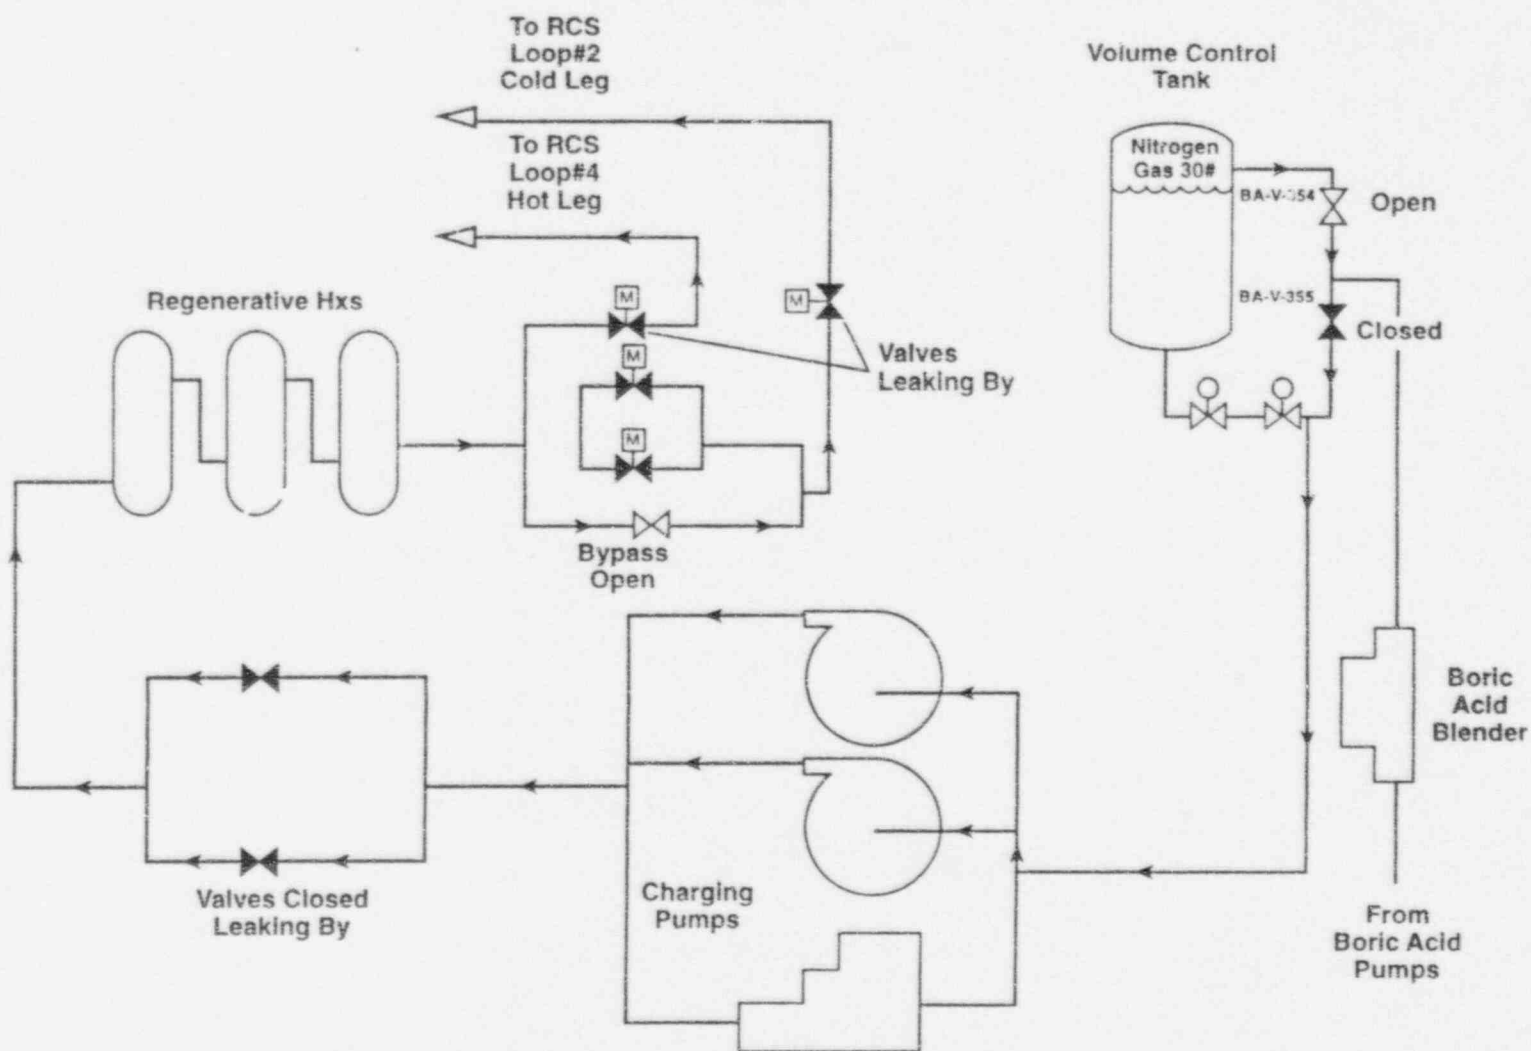 To RCS
Loop#2
Cold Leg
To RCS
Loop#4
Hot Leg
Volume Control
Tank
Nitrogen
Gas 30#
BA-V-354
Open
BA-V-355
Closed
Regenerative Hxs
M
M
M
M
Valves
Leaking By
Bypass
Open
Boric
Acid
Blender
Valves Closed
Leaking By
Charging
Pumps
From
Boric Acid
Pumps